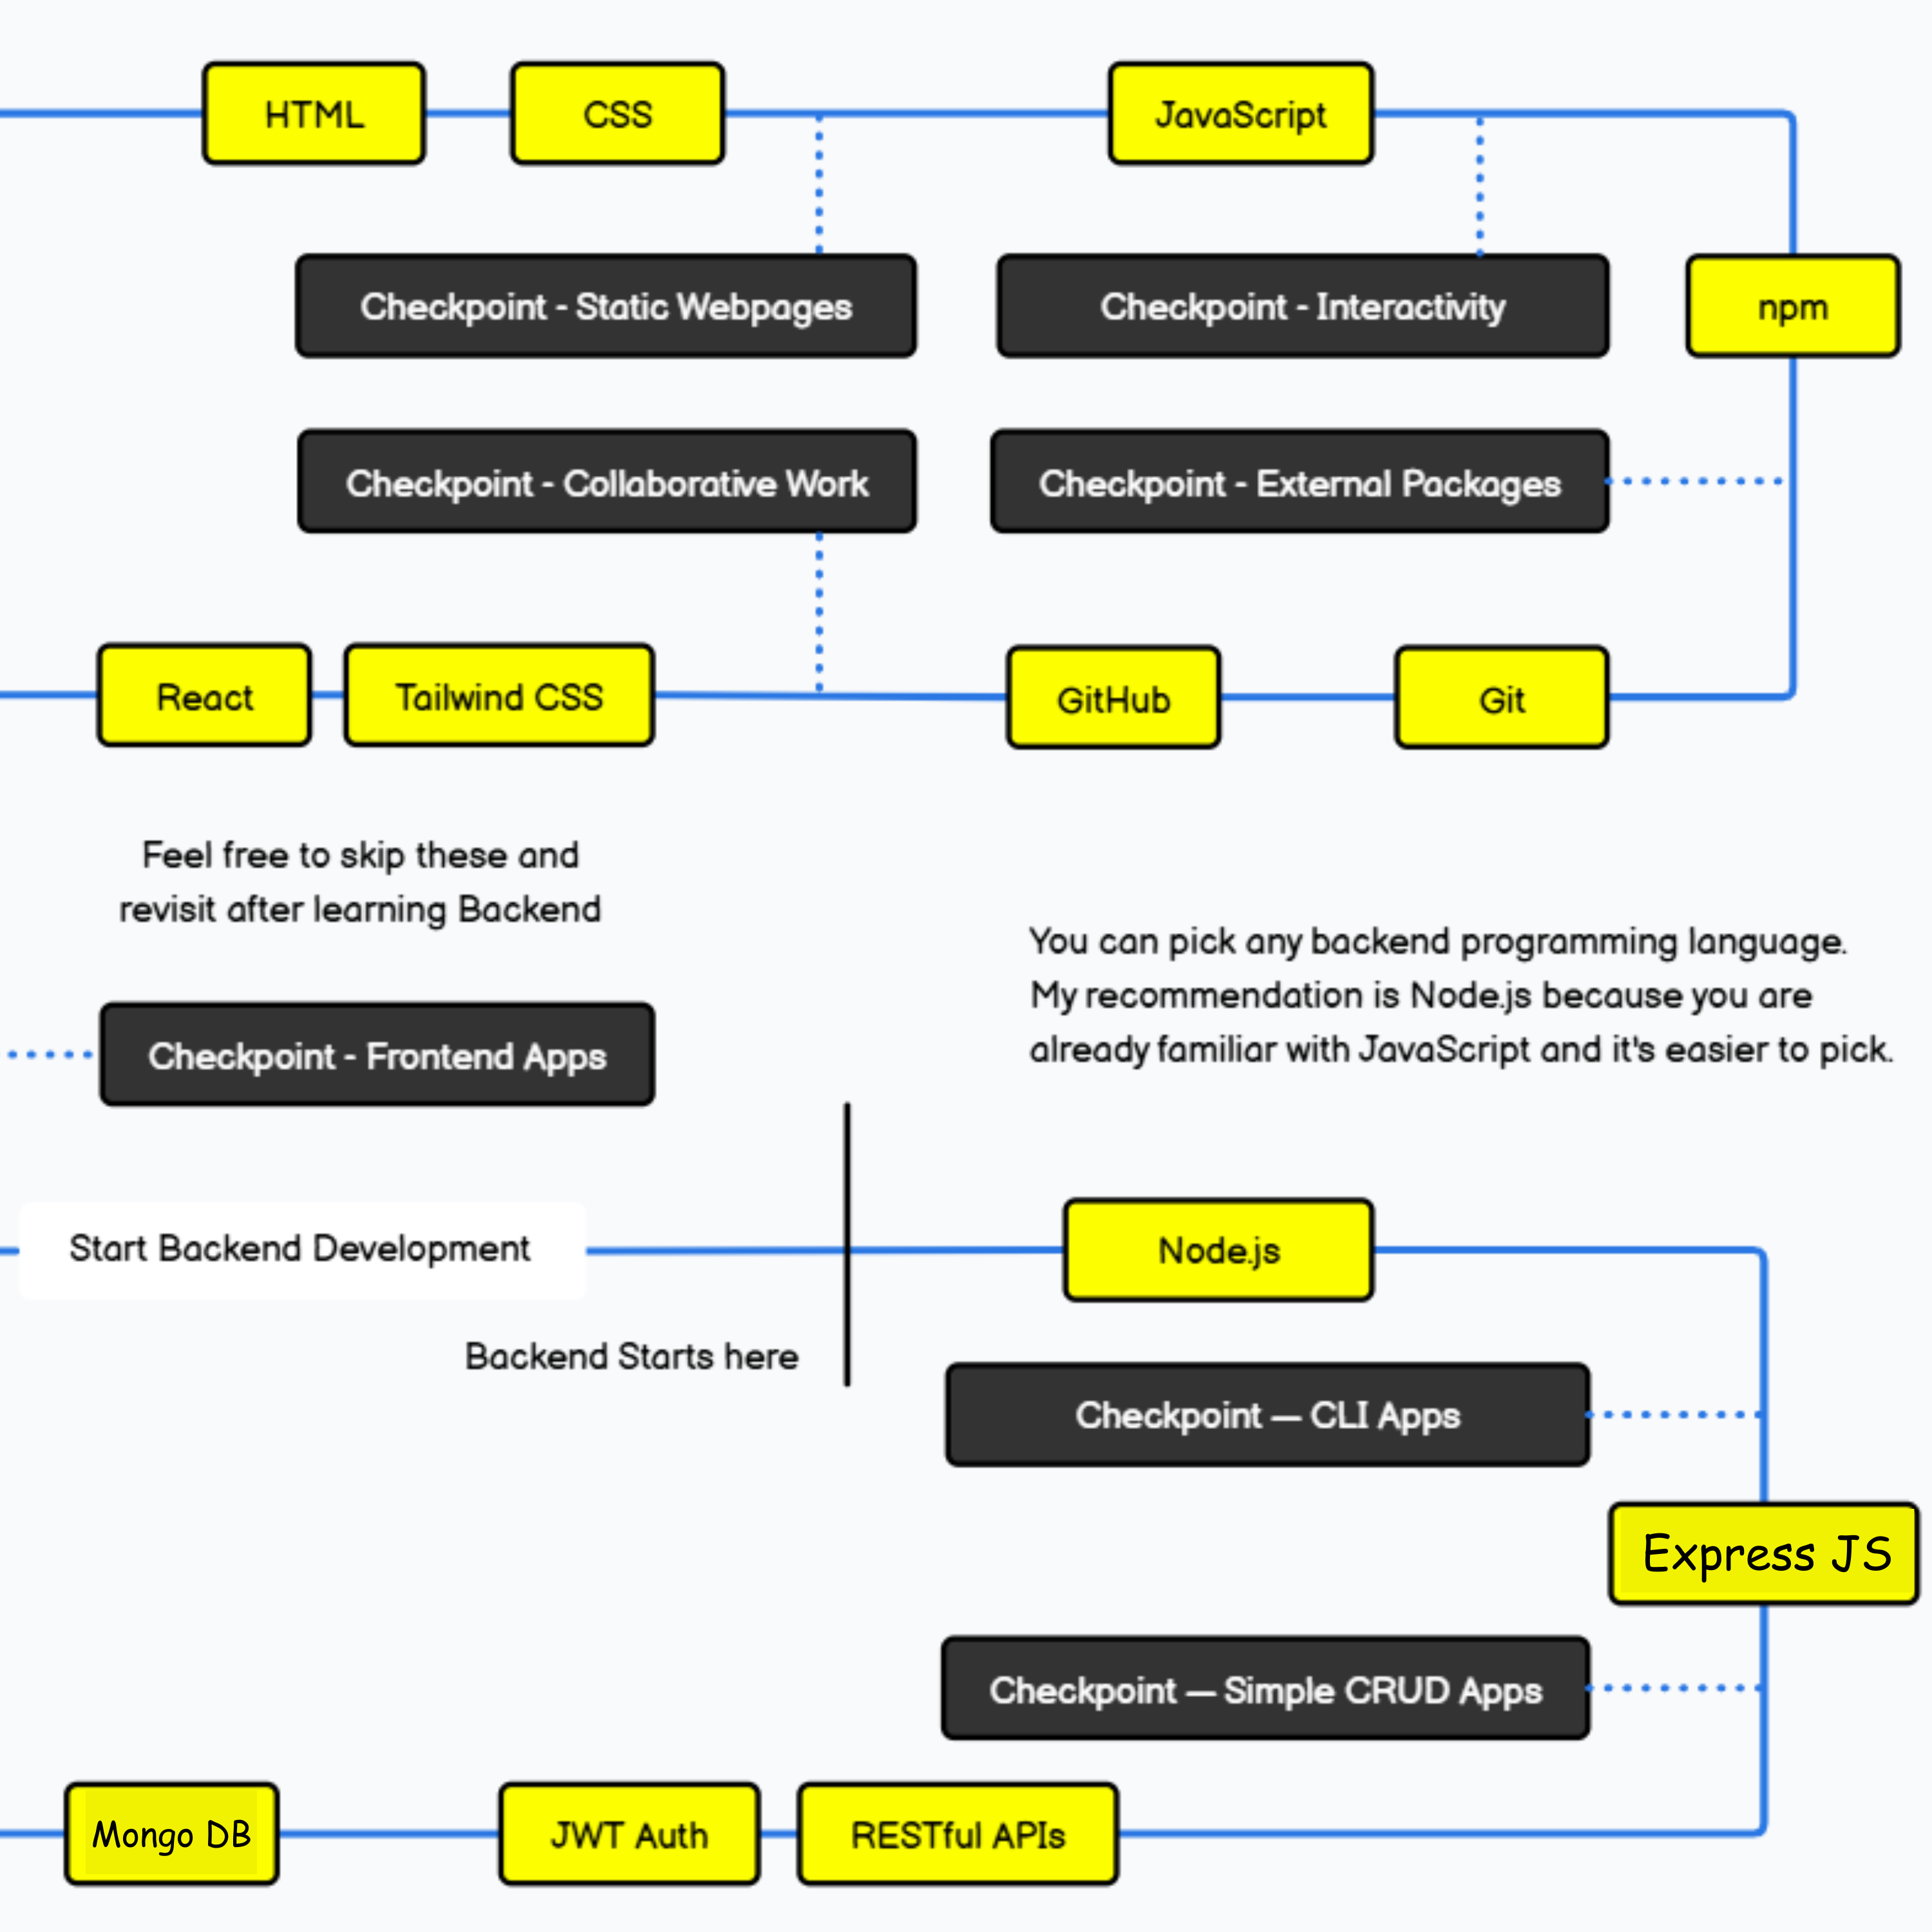 HTML
CSS
JavaScript
Checkpoint - Static Webpages
Checkpoint - Interactivity
npm
Checkpoint - Collaborative Work
Checkpoint - External Packages
React
Tailwind CSS
GitHub
Git
Feel free to skip these and
revisit after learning Backend
You can pick any backend programming language.
My recommendation is Node.js because you are
already familiar with JavaScript and it's easier to pick.
Checkpoint - Frontend Apps
Start Backend Development
Node.js
Backend Starts here
Checkpoint — CLI Apps
Express JS
Checkpoint — Simple CRUD Apps
Mongo DB
JWT Auth
RESTful APIs